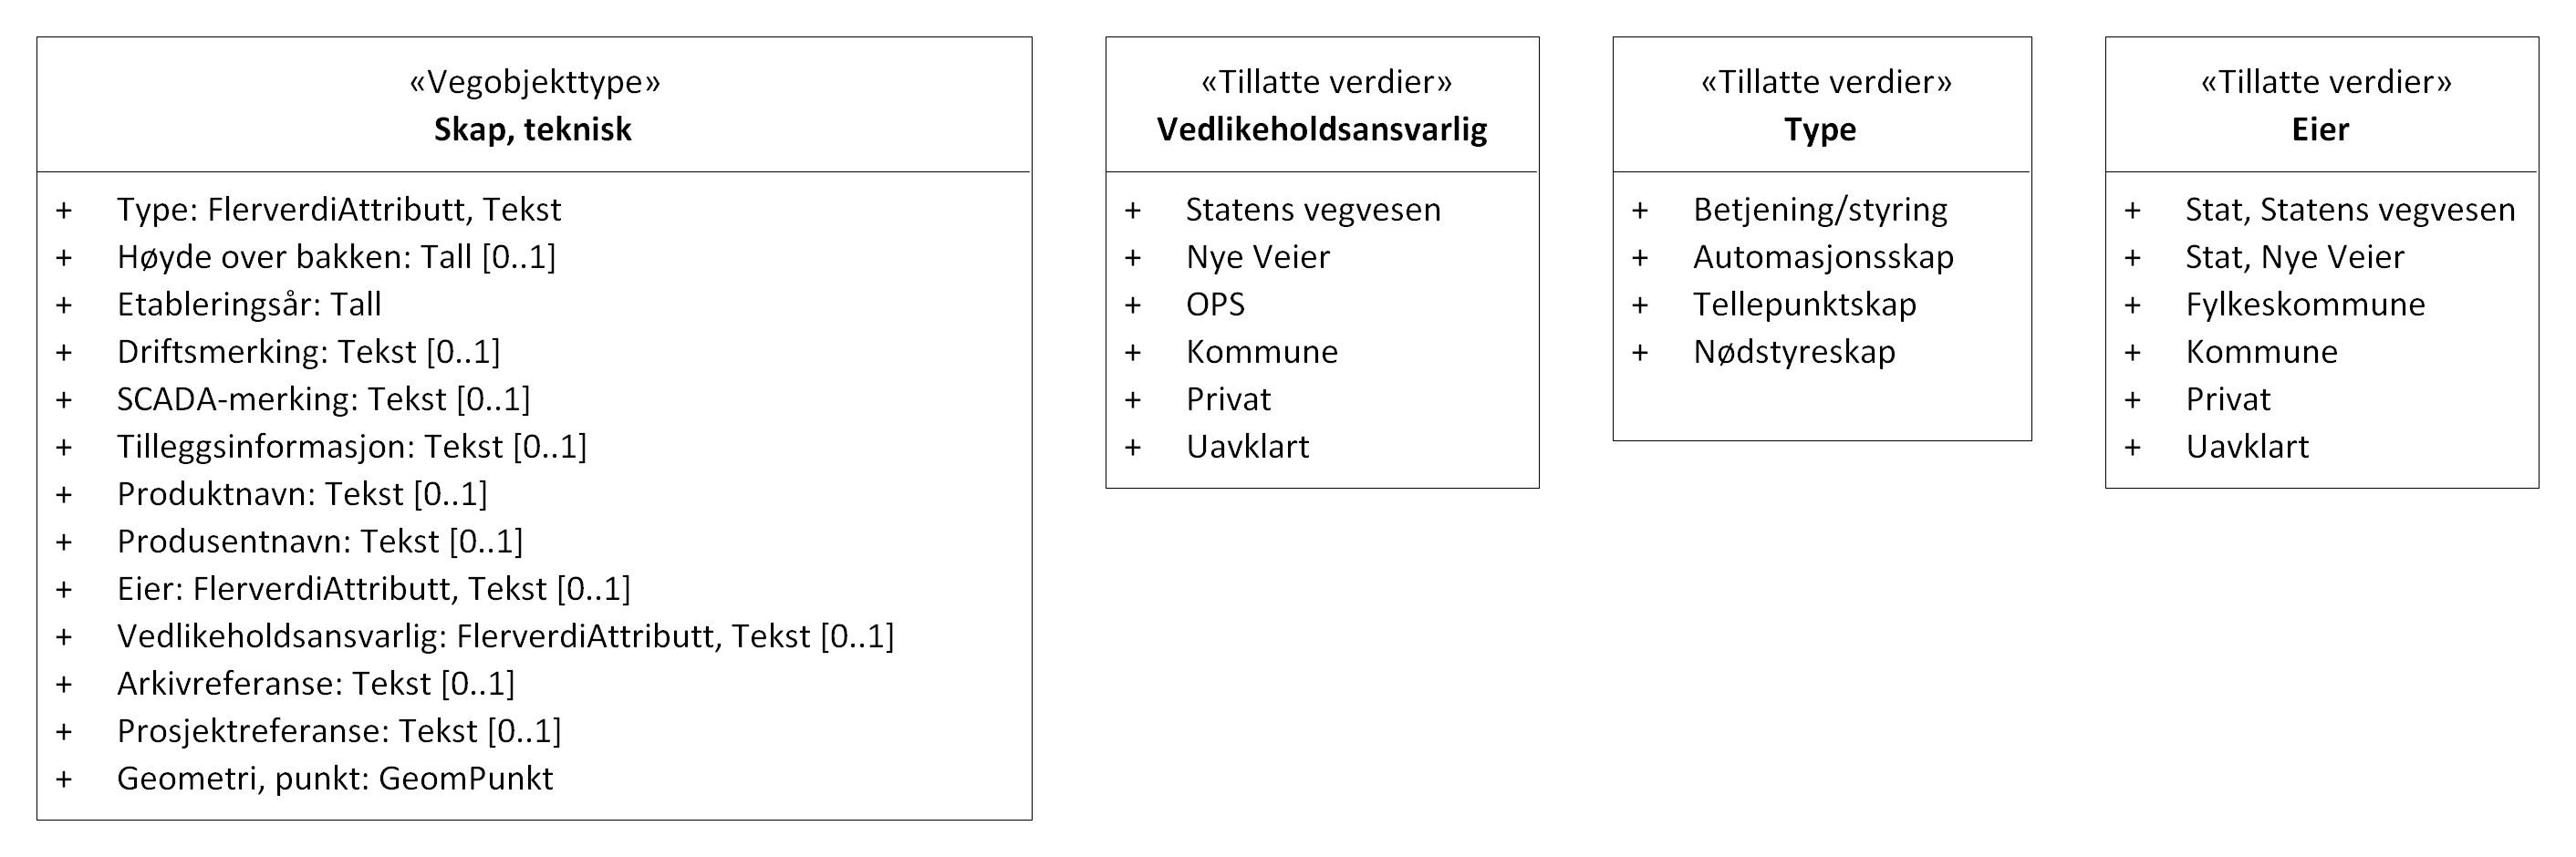 «Vegobjekttype»
Skap, teknisk
+ Type: FlerverdiAttributt, Tekst
+ Høyde over bakken: Tall [0..1]
+ Etableringsår: Tall
+ Driftsmerking: Tekst [0..1]
+ SCADA-merking: Tekst [0..1]
+ Tilleggsinformasjon: Tekst [0..1]
+ Produktnavn: Tekst [0..1]
+ Produsentnavn: Tekst [0..1]
+ Eier: FlerverdiAttributt, Tekst [0..1]
+ Vedlikeholdsansvarlig: FlerverdiAttributt, Tekst [0..1]
+ Arkivreferanse: Tekst [0..1]
+ Prosjektreferanse: Tekst [0..1]
+ Geometri, punkt: GeomPunkt
«Tillatte verdier»
Vedlikeholdsansvarlig
+ Statens vegvesen
+ Nye Veier
+ OPS
+ Kommune
+ Privat
+ Uavklart
«Tillatte verdier»
Type
+ Betjening/styring
+ Automasjonsskap
+ Tellepunktskap
+ Nødstyreskap
«Tillatte verdier»
Eier
+ Stat, Statens vegvesen
+ Stat, Nye Veier
+ Fylkeskommune
+ Kommune
+ Privat
+ Uavklart